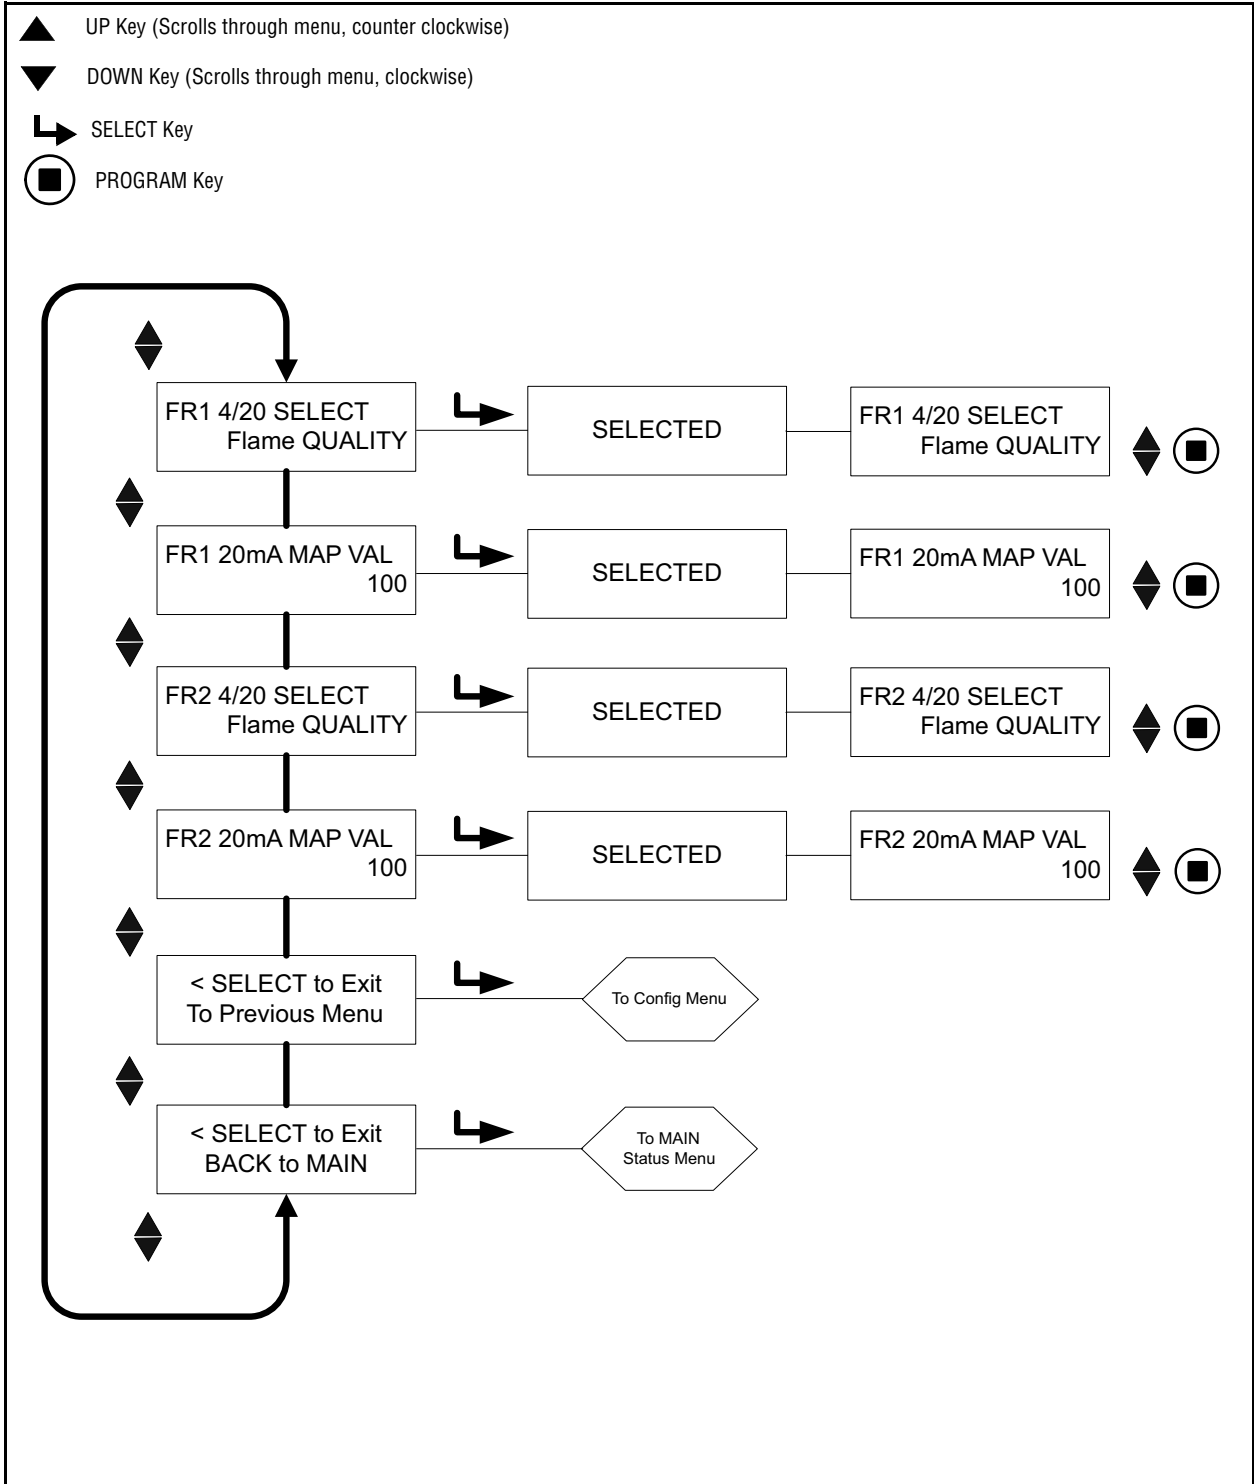 UP Key (Scrolls through menu, counter clockwise)
DOWN Key (Scrolls through menu, clockwise)
SELECT Key
PROGRAM Key
FR1 4/20 SELECT
Flame QUALITY
SELECTED
FR1 4/20 SELECT
Flame QUALITY
FR1 20mA MAP VAL
100
SELECTED
FR1 20mA MAP VAL
100
FR2 4/20 SELECT
Flame QUALITY
SELECTED
FR2 4/20 SELECT
Flame QUALITY
FR2 20mA MAP VAL
100
SELECTED
FR2 20mA MAP VAL
100
< SELECT to Exit
To Previous Menu
To Config Menu
< SELECT to Exit
BACK to MAIN
To MAIN
Status Menu